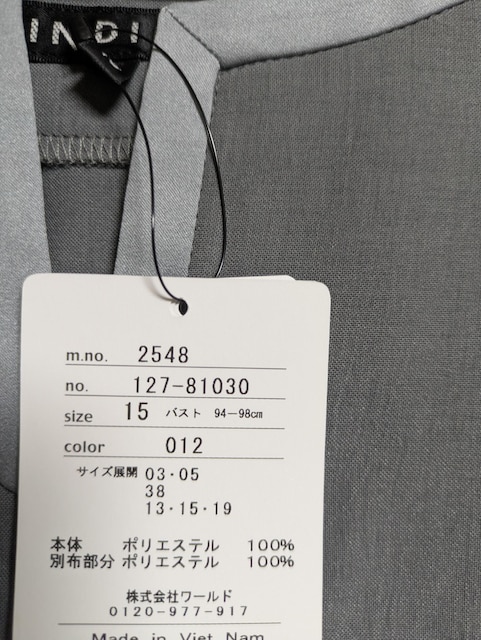 INDI
m.no. 2548
no. 127-81030
size 15 バスト 94-98cm
color 012
サイズ展開 03・05
38
13・15・19
本体 ポリエステル 100%
別布部分 ポリエステル 100%
株式会社ワールド
0120-977-917
Made in Viet Nam